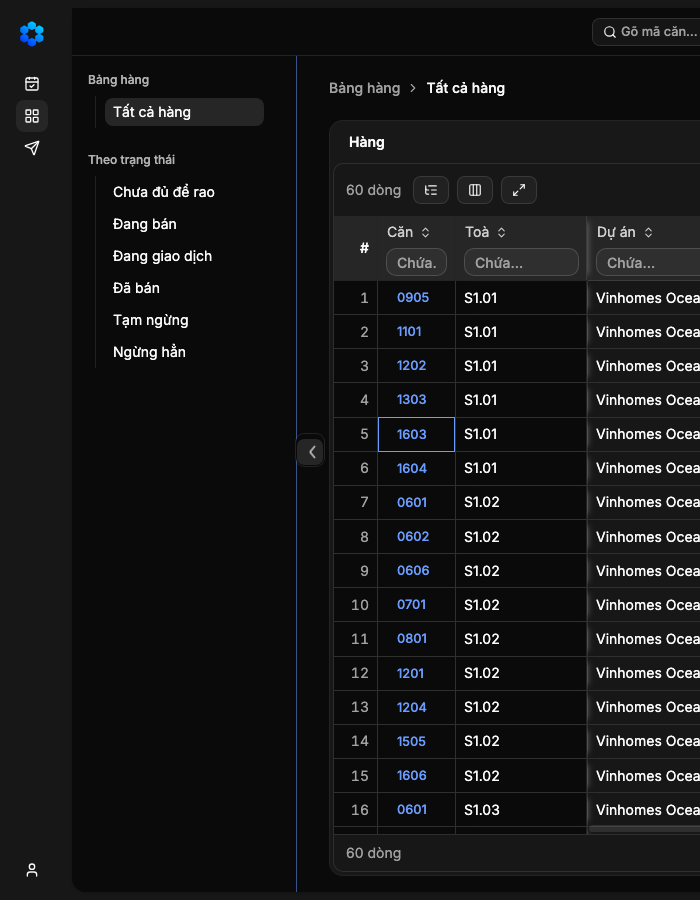 Gõ mã căn...
Bảng hàng
Tất cả hàng
Theo trạng thái
Chưa đủ để rao
Đang bán
Đang giao dịch
Đã bán
Tạm ngừng
Ngừng hẳn
Bảng hàng > Tất cả hàng
Hàng
60 dòng
# Căn Toà Dự án
Chứa. Chứa... Chứa...
1 0905 S1.01 Vinhomes Ocea
2 1101 S1.01 Vinhomes Ocea
3 1202 S1.01 Vinhomes Ocea
4 1303 S1.01 Vinhomes Ocea
5 1603 S1.01 Vinhomes Ocea
6 1604 S1.01 Vinhomes Ocea
7 0601 S1.02 Vinhomes Ocea
8 0602 S1.02 Vinhomes Ocea
9 0606 S1.02 Vinhomes Ocea
10 0701 S1.02 Vinhomes Ocea
11 0801 S1.02 Vinhomes Ocea
12 1201 S1.02 Vinhomes Ocea
13 1204 S1.02 Vinhomes Ocea
14 1505 S1.02 Vinhomes Ocea
15 1606 S1.02 Vinhomes Ocea
16 0601 S1.03 Vinhomes Ocea
60 dòng